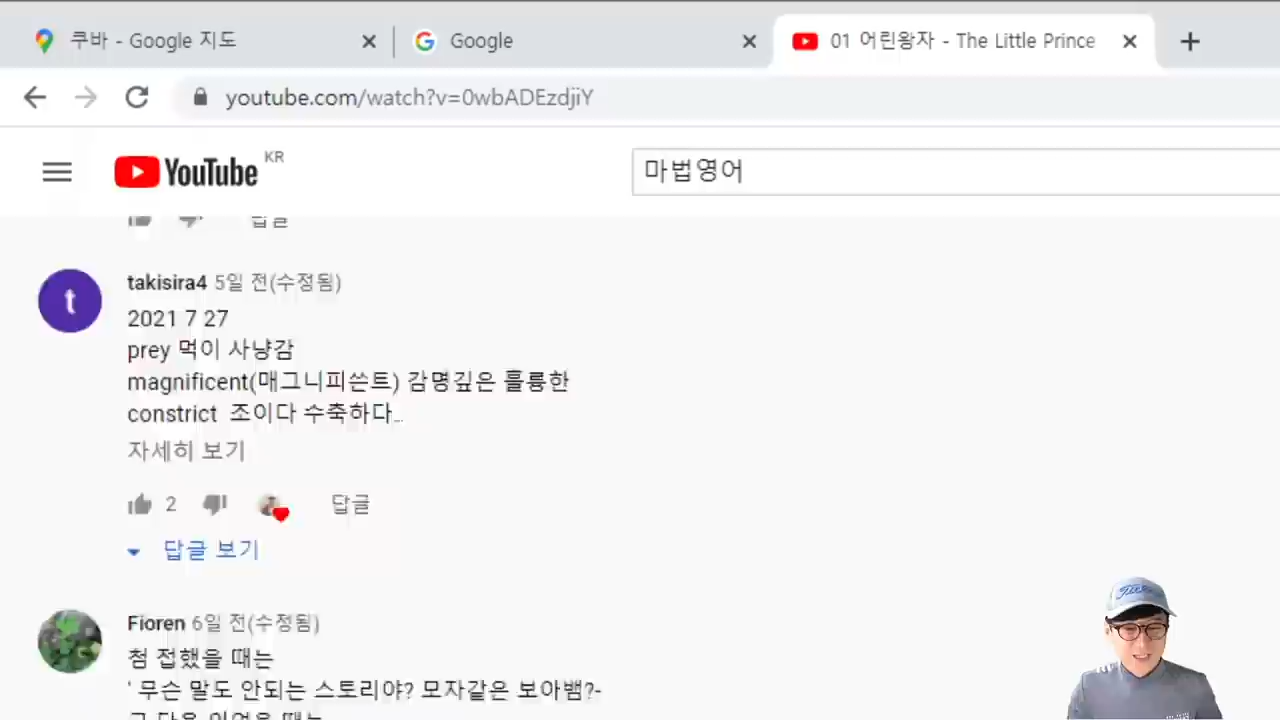 쿠바 - Google 지도
Google
01 어린왕자 - The Little Prince
youtube.com/watch?v=0wbADEzdjiY
YouTube KR
마법영어
답글
takisira4 5일 전(수정됨)
2021 7 27
prey 먹이 사냥감
magnificent(매그니피쓴트) 감명깊은 훌륭한
constrict 조이다 수축하다...
자세히 보기
2 답글
답글 보기
Fioren 6일 전(수정됨)
첨 접했을 때는
' 무슨 말도 안되는 스토리야? 모자같은 보아뱀?-